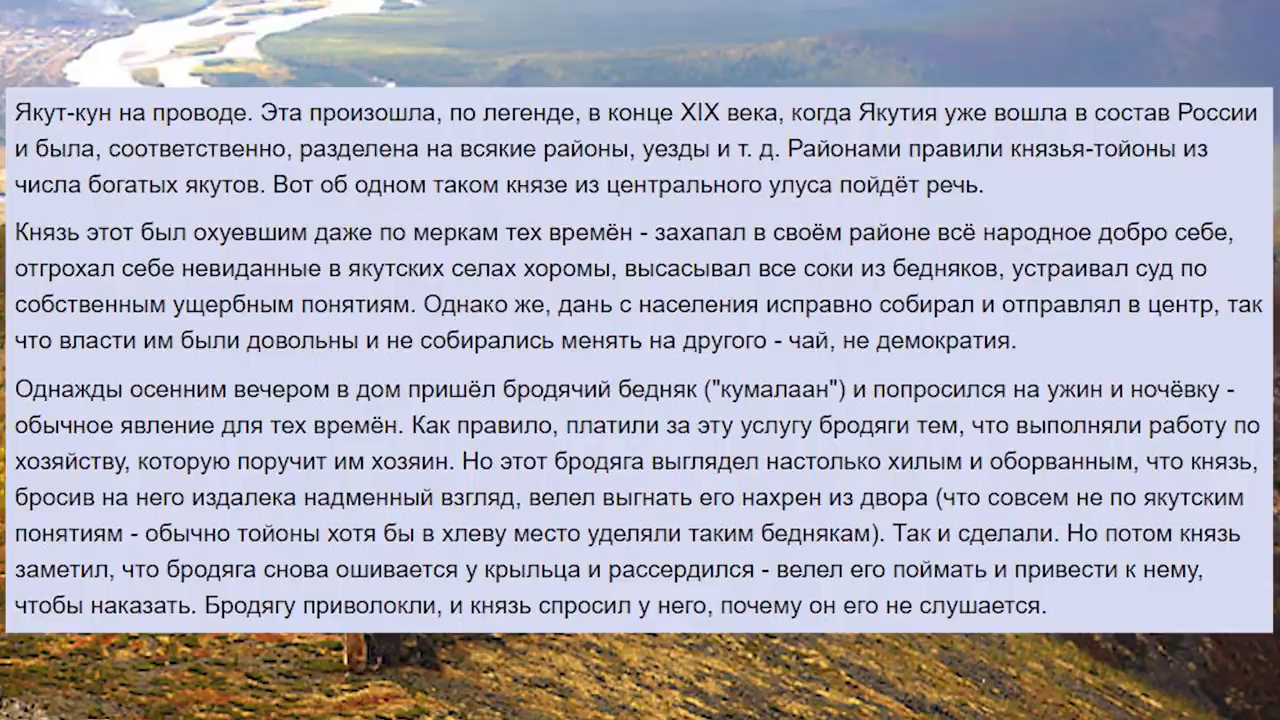 Якут-кун на проводе. Эта произошла, по легенде, в конце XIX века, когда Якутия уже вошла в состав России
и была, соответственно, разделена на всякие районы, уезды и т. д. Районами правили князья-тойоны из
числа богатых якутов. Вот об одном таком князе из центрального улуса пойдёт речь.
Князь этот был охуевшим даже по меркам тех времён - захапал в своём районе всё народное добро себе,
отгрохал себе невиданные в якутских селах хоромы, высасывал все соки из бедняков, устраивал суд по
собственным ущербным понятиям. Однако же, дань с населения исправно собирал и отправлял в центр, так
что власти им были довольны и не собирались менять на другого - чай, не демократия.
Однажды осенним вечером в дом пришёл бродячий бедняк ("кумалаан") и попросился на ужин и ночёвку -
обычное явление для тех времён. Как правило, платили за эту услугу бродяги тем, что выполняли работу по
хозяйству, которую поручит им хозяин. Но этот бродяга выглядел настолько хилым и оборванным, что князь,
бросив на него издалека надменный взгляд, велел выгнать его нахрен из двора (что совсем не по якутским
понятиям - обычно тойоны хотя бы в хлеву место уделяли таким беднякам). Так и сделали. Но потом князь
заметил, что бродяга снова ошивается у крыльца и рассердился - велел его поймать и привести к нему,
чтобы наказать. Бродягу приволокли, и князь спросил у него, почему он его не слушается.